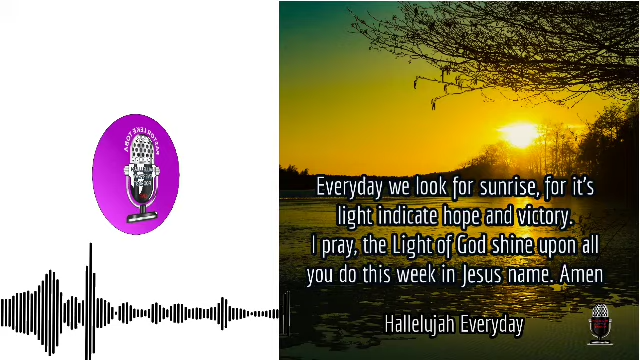 Everyday we look for sunrise, for it's
light indicate hope and victory.
I pray, the Light of God shine upon all
you do this week in Jesus name. Amen
Hallelujah Everyday